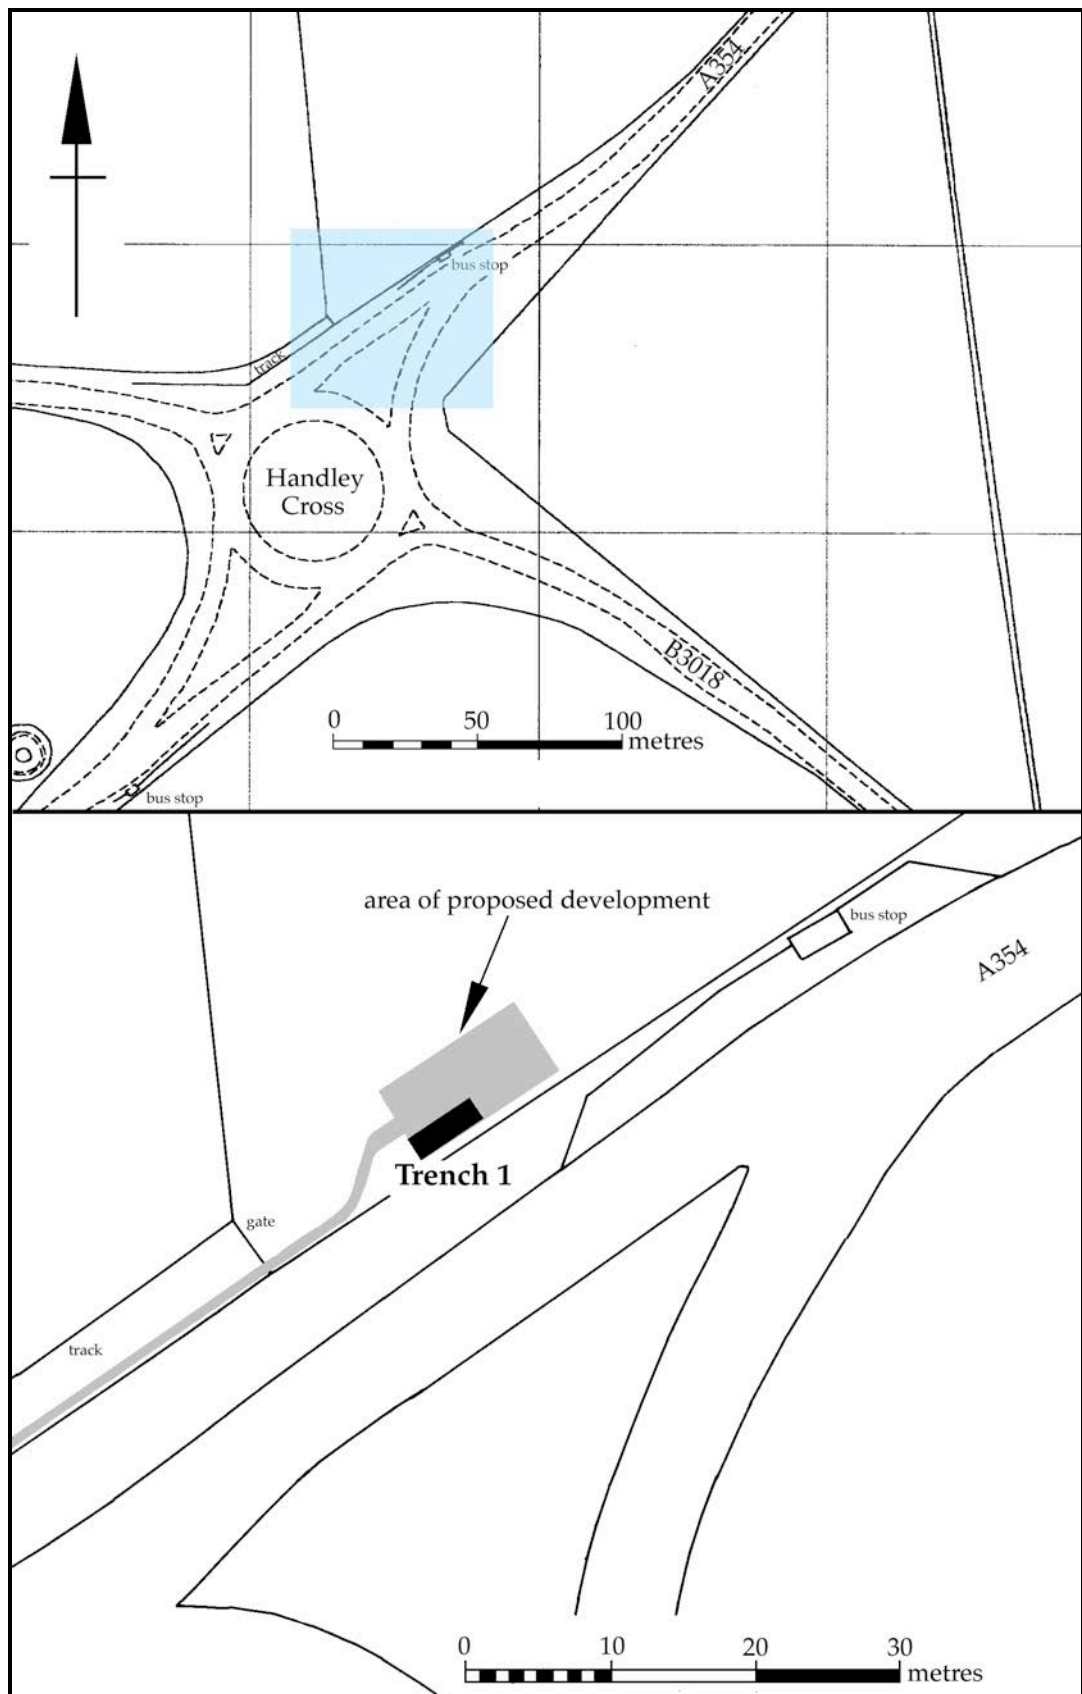 A354
bus stop
track
Handley
Cross
B3018
0 50 100
metres
bus stop
area of proposed development
bus stop
A354
Trench 1
gate
track
0 10 20 30
metres